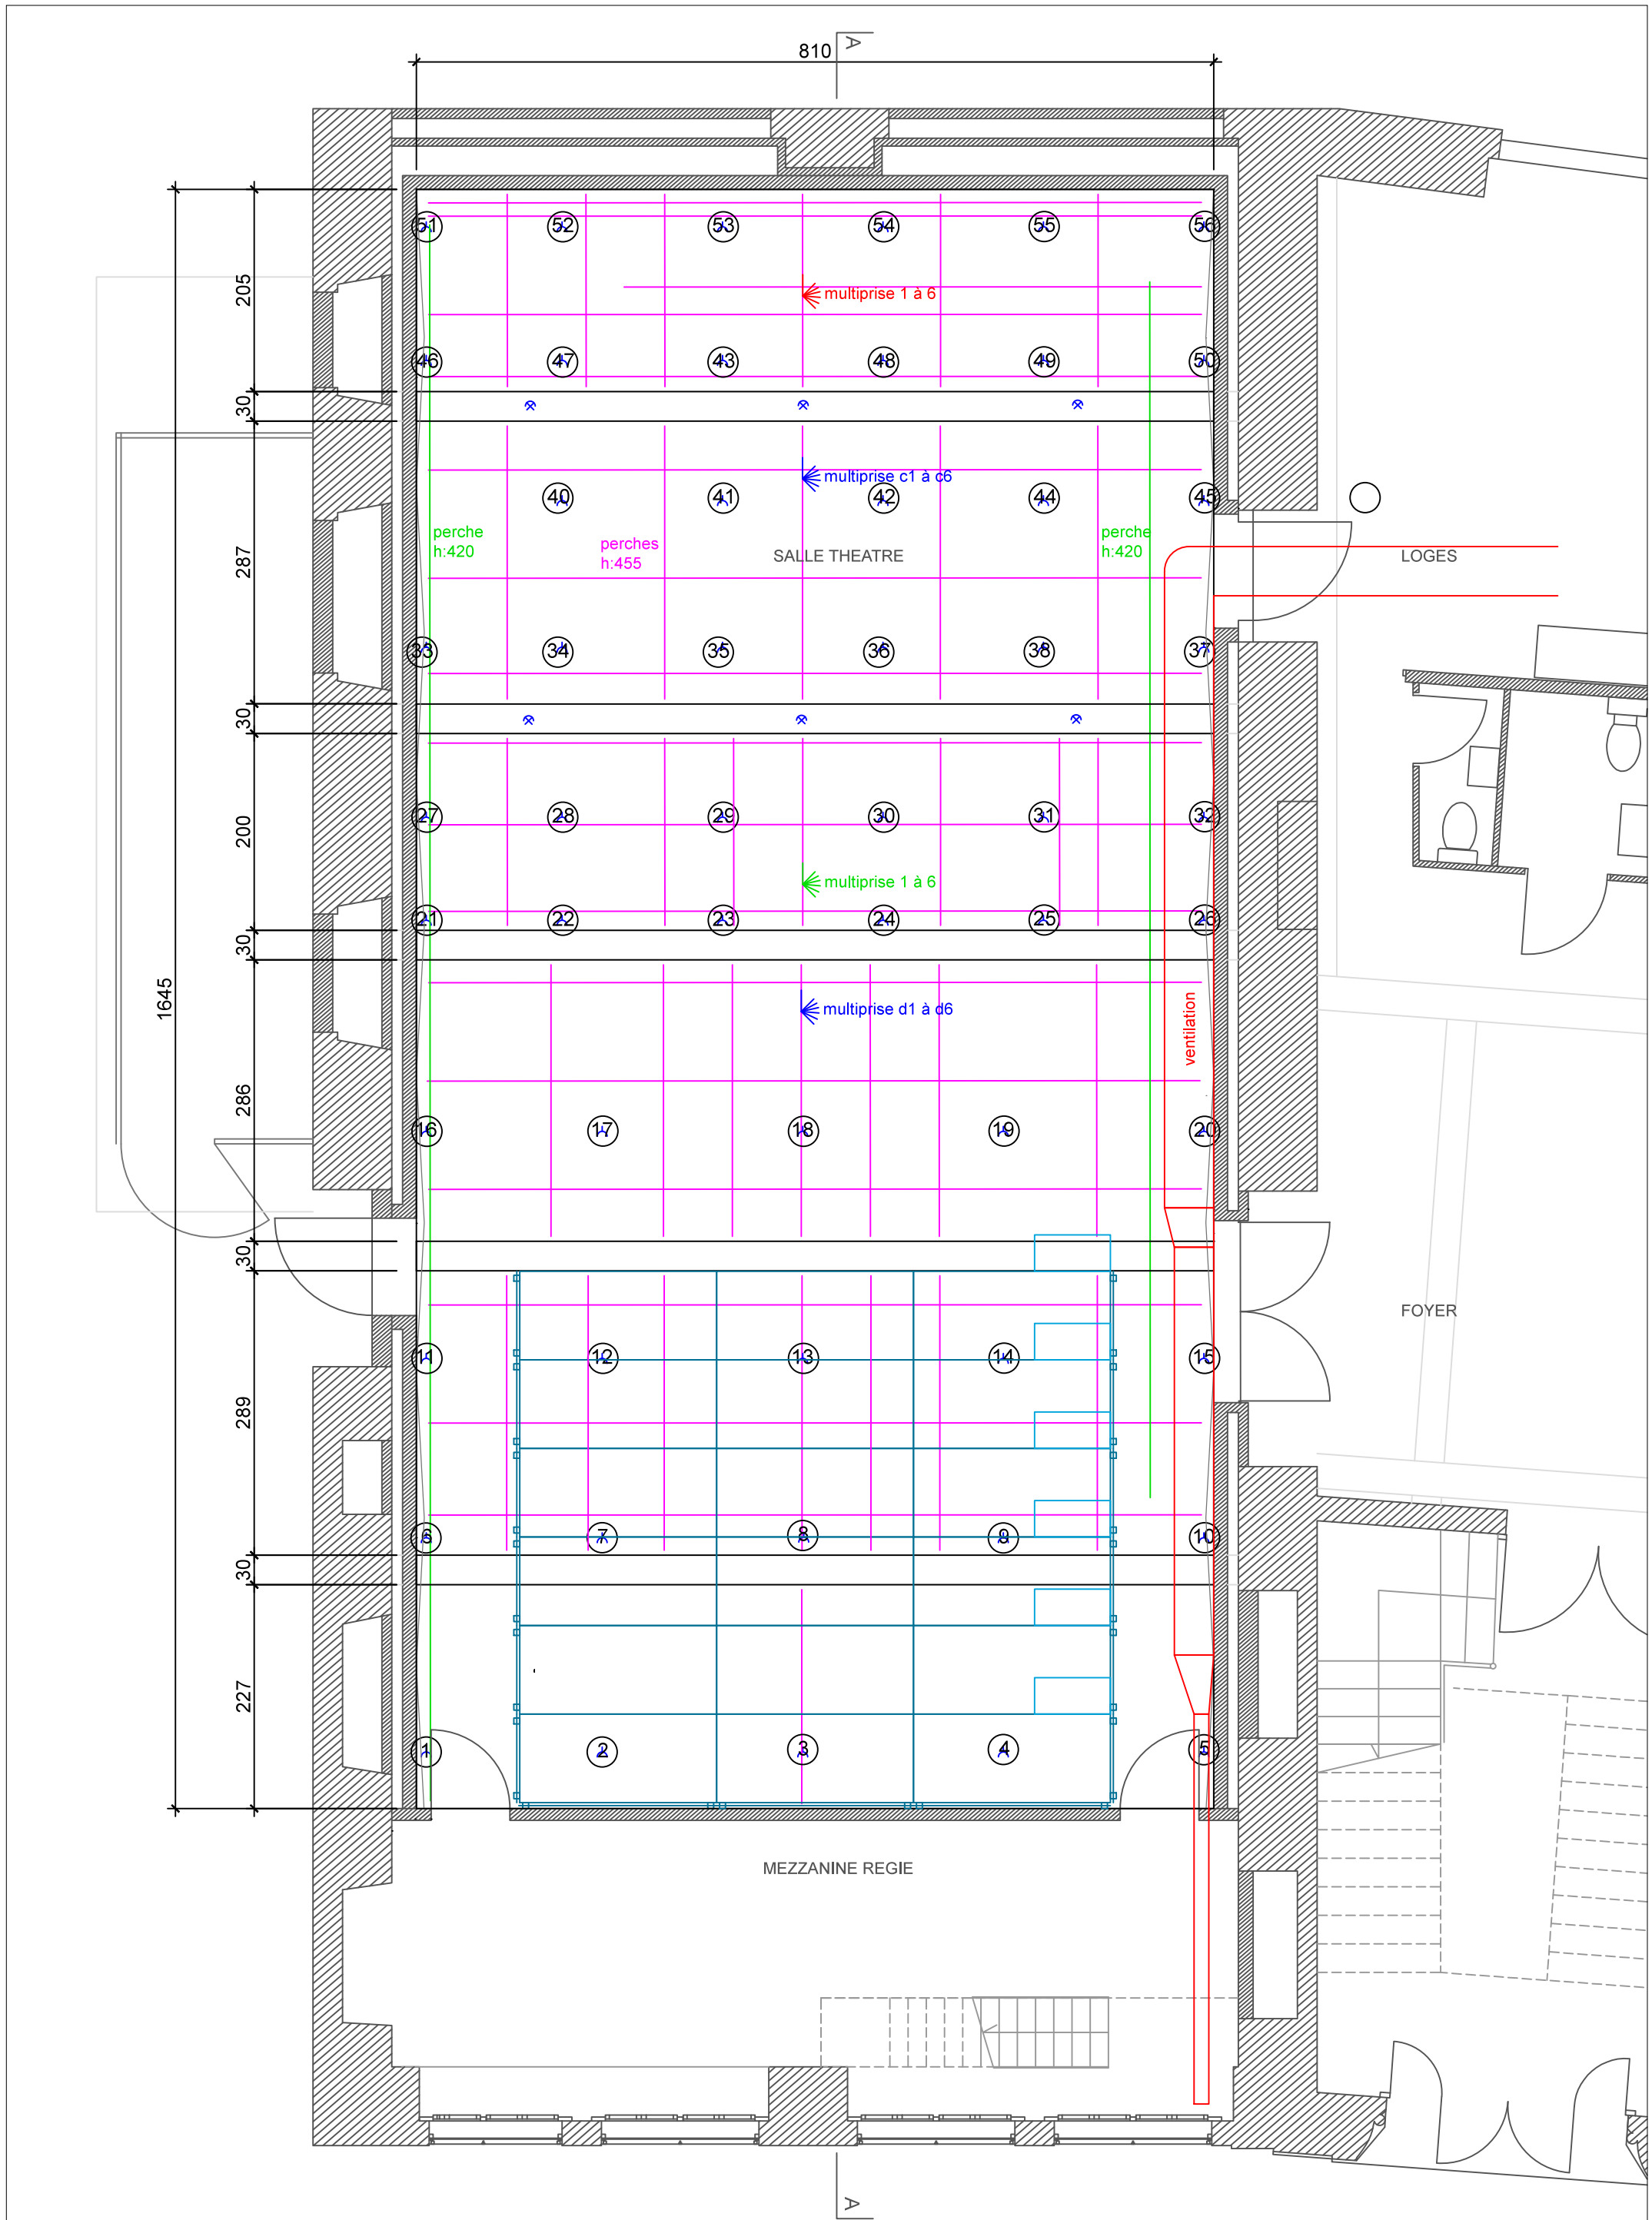 810
A
51 52 53 54 55 56
205
multiprise 1 à 6
46 47 43 48 49 50
30
multiprise c1 à c6
40 41 42 44 45
perche
h:420
perches
h:455
SALLE THEATRE
perche
h:420
LOGES
287
33 34 35 36 38 37
30
27 28 29 30 31 32
200
multiprise 1 à 6
21 22 23 24 25 26
30
1645
multiprise d1 à d6
ventilation
286
16 17 18 19 20
30
FOYER
11 12 13 14 15
289
6 7 8 9 10
30
227
1 2 3 4 5
MEZZANINE REGIE
A